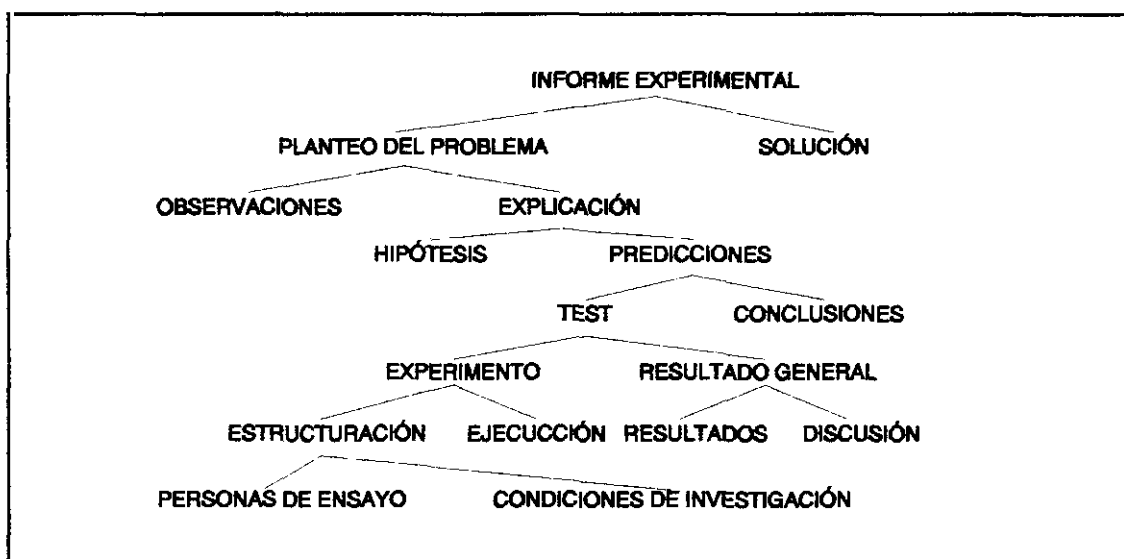 INFORME EXPERIMENTAL
PLANTEO DEL PROBLEMA SOLUCIÓN
OBSERVACIONES EXPLICACIÓN
HIPÓTESIS PREDICCIONES
TEST CONCLUSIONES
EXPERIMENTO RESULTADO GENERAL
ESTRUCTURACIÓN EJECUCCIÓN RESULTADOS DISCUSIÓN
PERSONAS DE ENSAYO CONDICIONES DE INVESTIGACIÓN